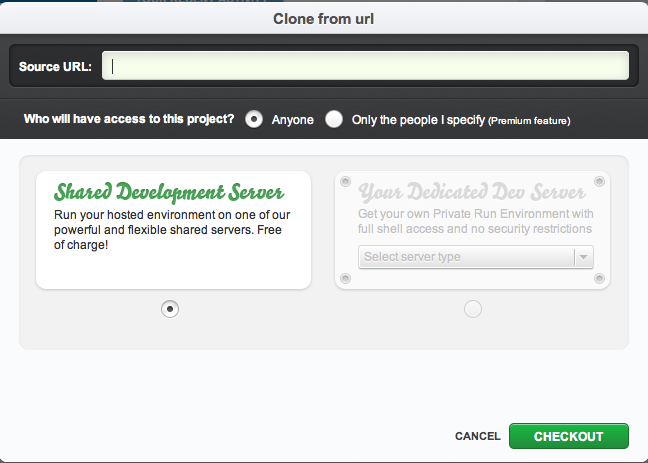 Clone from url
Source URL:
Who will have access to this project? Anyone Only the people I specify (Premium feature)
Shared Development Server
Run your hosted environment on one of our
powerful and flexible shared servers. Free
of charge!
Your Dedicated Dev Server
Get your own Private Run Environment with
full shell access and no security restrictions
Select server type
CANCEL CHECKOUT